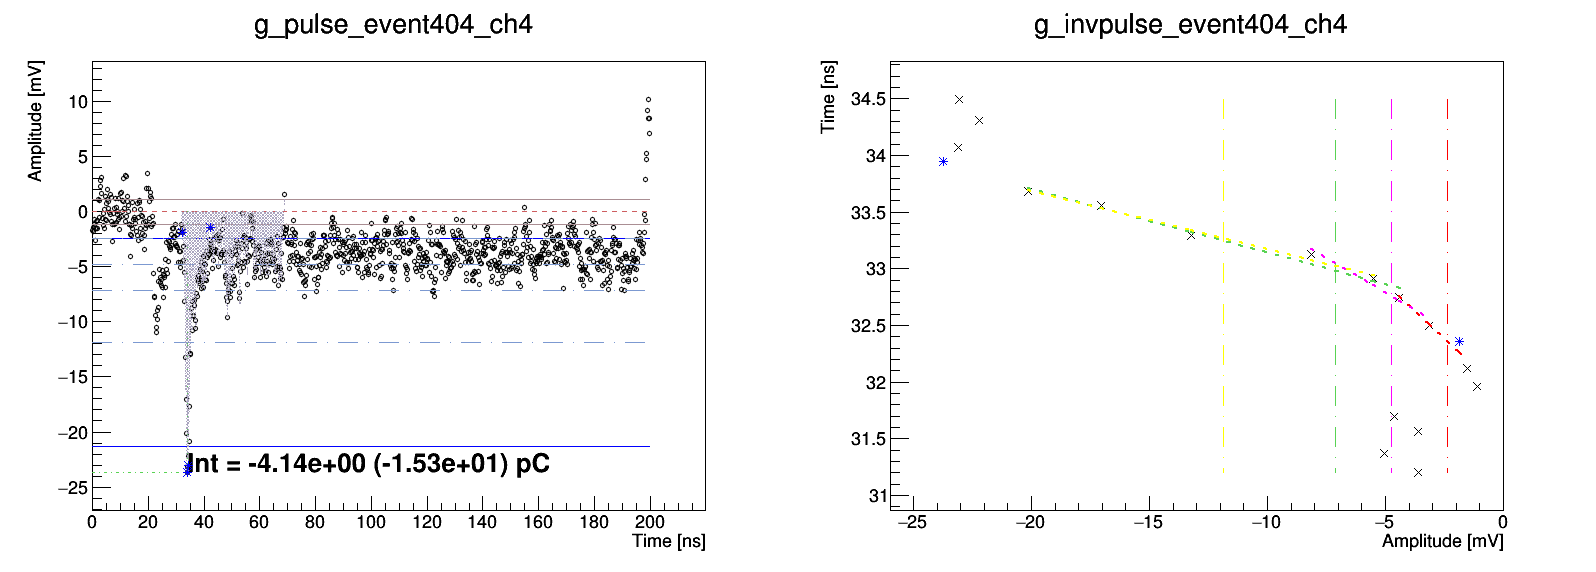 g_pulse_event404_ch4
Amplitude [mV]
10
5
0
−5
−10
−15
−20
−25
Int = -4.14e+00 (-1.53e+01) pC
0 20 40 60 80 100 120 140 160 180 200
Time [ns]
g_invpulse_event404_ch4
Time [ns]
34.5
34
33.5
33
32.5
32
31.5
31
−25 −20 −15 −10 −5 0
Amplitude [mV]